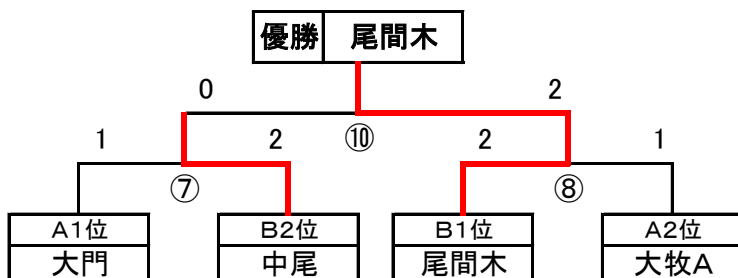 優勝 尾間木
0 2
1 2 ⑩ 2 1
⑦ ⑧
A1位 B2位 B1位 A2位
大門 中尾 尾間木 大牧A